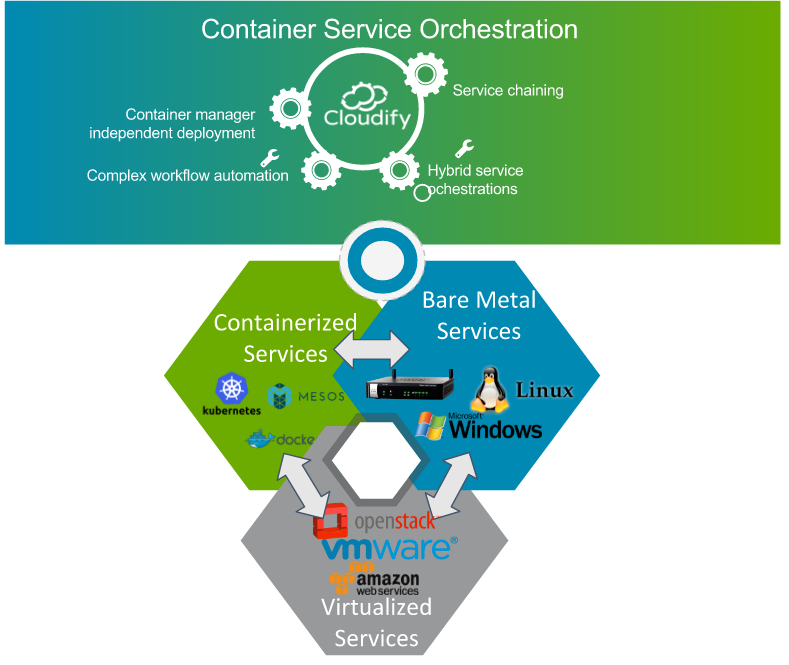 Container Service Orchestration
Cloudify
Service chaining
Container manager
independent deployment
Complex workflow automation
Hybrid service
ochestrations
Containerized
Services
kubernetes
MESOS
docke
Bare Metal
Services
Linux
Microsoft
Windows
openstack
vmware®
amazon
web services
Virtualized
Services